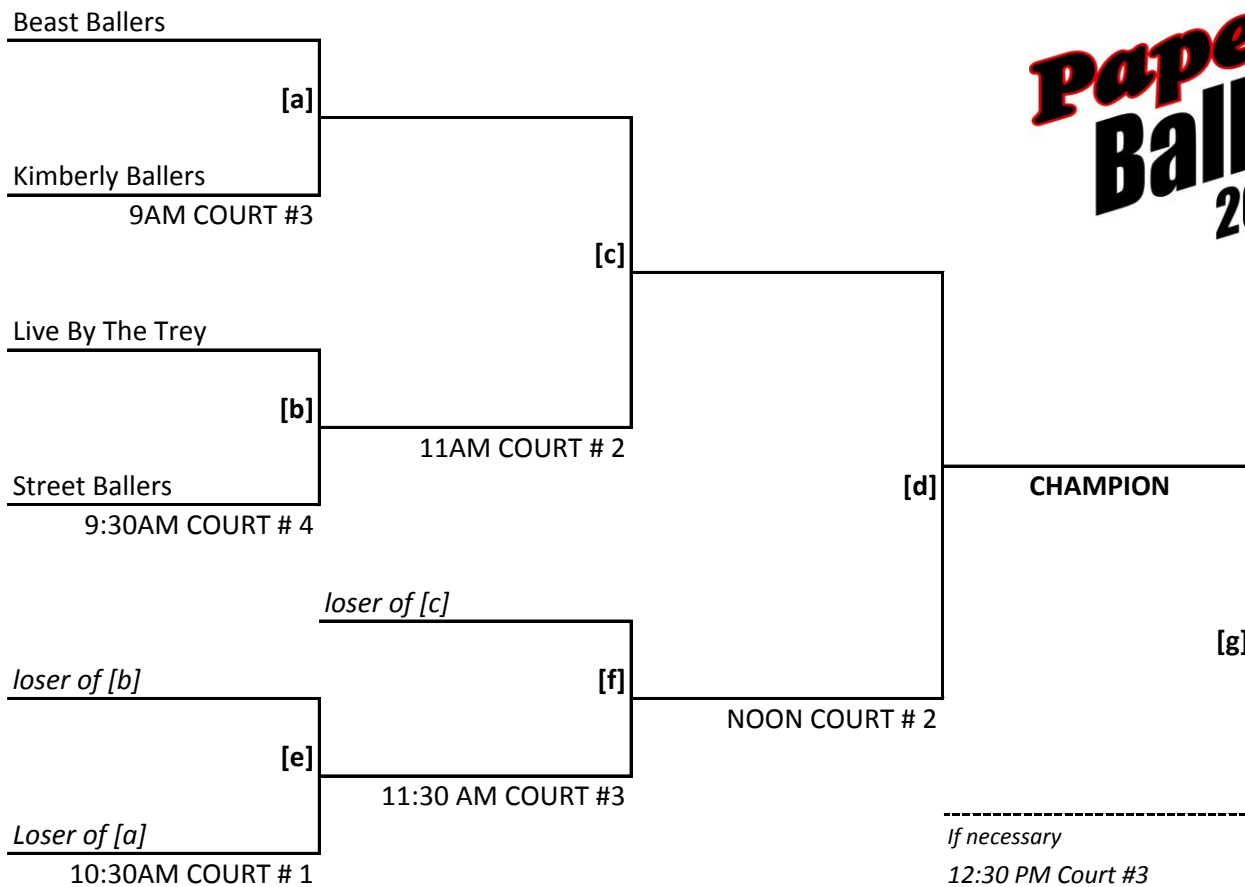 Beast Ballers
[a]
Kimberly Ballers
9AM COURT #3
[c]
Live By The Trey
[b]
11AM COURT # 2
Street Ballers
9:30AM COURT # 4
[d]
CHAMPION
loser of [c]
[g]
loser of [b]
[f]
NOON COURT # 2
[e]
11:30 AM COURT #3
Loser of [a]
10:30AM COURT # 1
If necessary
12:30 PM Court #3